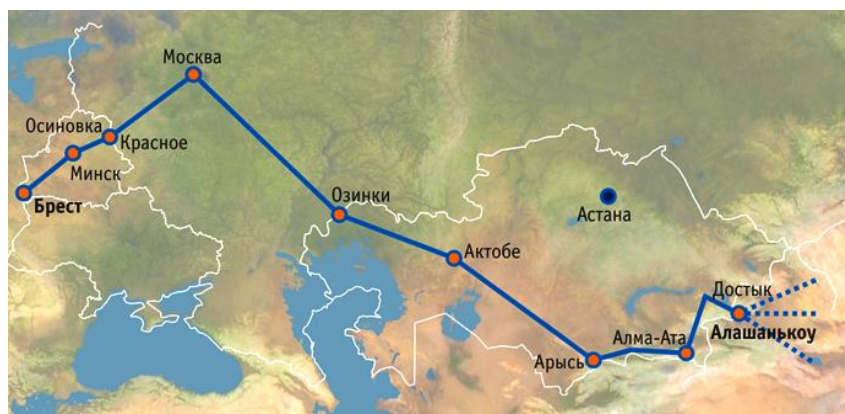 Москва
Осиновка
Красное
Минск
Брест
Озинки
Астана
Актобе
Достык
Алашанькоу
Алма-Ата
Арысь